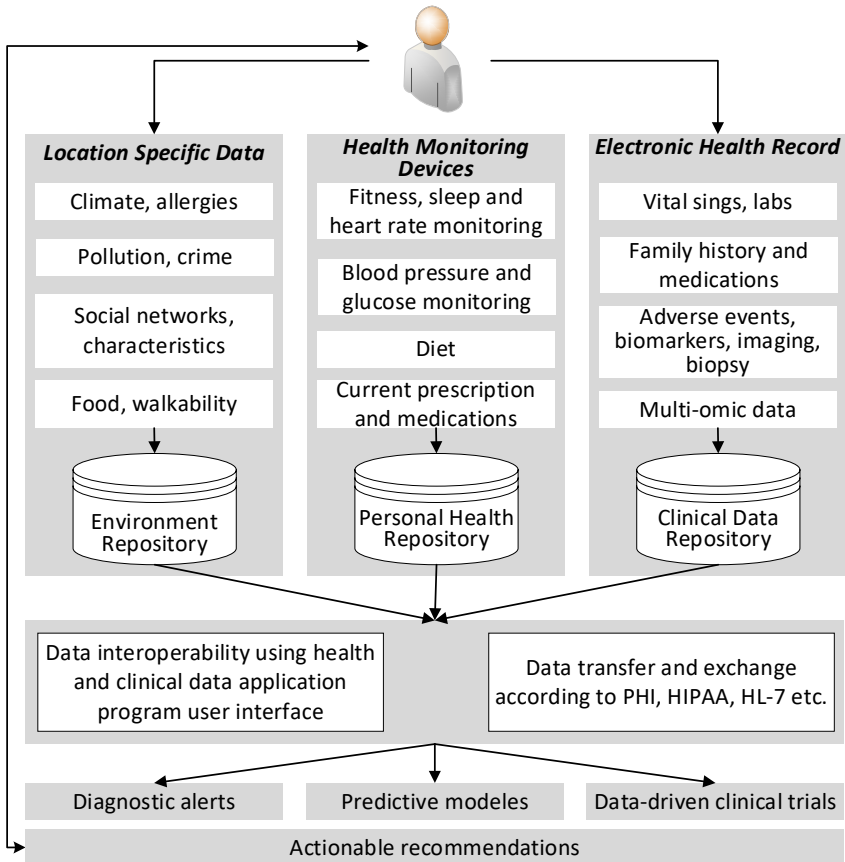 Location Specific Data
Climate, allergies
Pollution, crime
Social networks,
characteristics
Food, walkability
Environment
Repository
Health Monitoring
Devices
Fitness, sleep and
heart rate monitoring
Blood pressure and
glucose monitoring
Diet
Current prescription
and medications
Personal Health
Repository
Electronic Health Record
Vital sings, labs
Family history and
medications
Adverse events,
biomarkers, imaging,
biopsy
Multi-omic data
Clinical Data
Repository
Data interoperability using health
and clinical data application
program user interface
Data transfer and exchange
according to PHI, HIPAA, HL-7 etc.
Diagnostic alerts
Predictive modeles
Data-driven clinical trials
Actionable recommendations